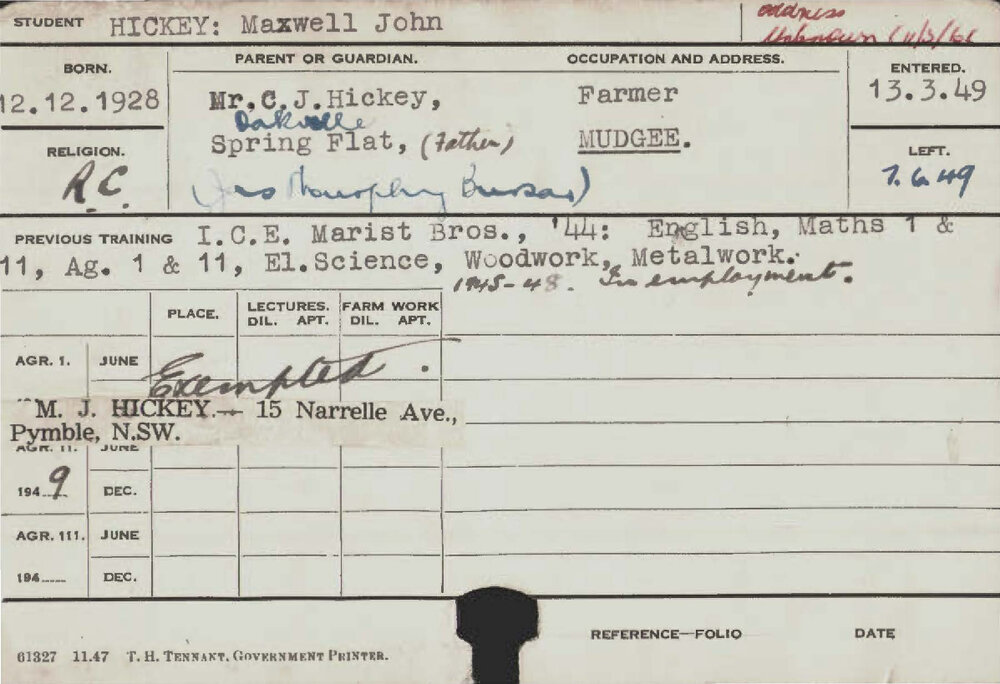 STUDENT HICKEY: Maxwell John
address
Unknown
BORN. PARENT OR GUARDIAN. OCCUPATION AND ADDRESS. ENTERED.
12.12.1928 Mr.C.J.Hickey, Farmer 13.3.49
Oakville
RELIGION. Spring Flat, (Father) MUDGEE. LEFT.
R.C. Murphy Bursar) 7.6.49
PREVIOUS TRAINING I.C.E. Marist Bros., '44: English, Maths 1 &
11, Ag. 1 & 11, El.Science, Woodwork, Metalwork.
1945-48. In employment.
PLACE. LECTURES. FARM WORK
DIL. APT. DIL. APT.
AGR. 1. JUNE Exempted.
M. J. HICKEY.— 15 Narrelle Ave.,
Pymble, N.SW.
AGR. 11. JUNE
1949 DEC.
AGR. 111. JUNE
194 DEC.
REFERENCE—FOLIO DATE
61327 11.47 T. H. TENNANT, GOVERNMENT PRINTER.